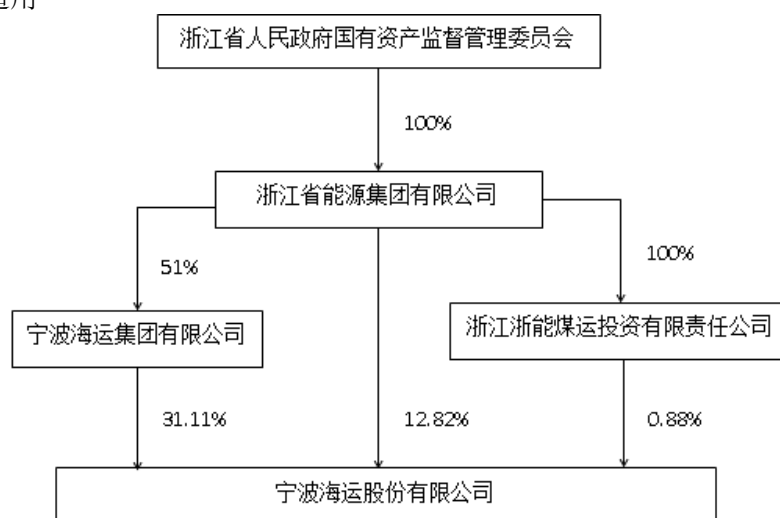 浙江省人民政府国有资产监督管理委员会
100%
浙江省能源集团有限公司
51%
100%
宁波海运集团有限公司
浙江浙能煤运投资有限责任公司
31.11%
12.82%
0.88%
宁波海运股份有限公司